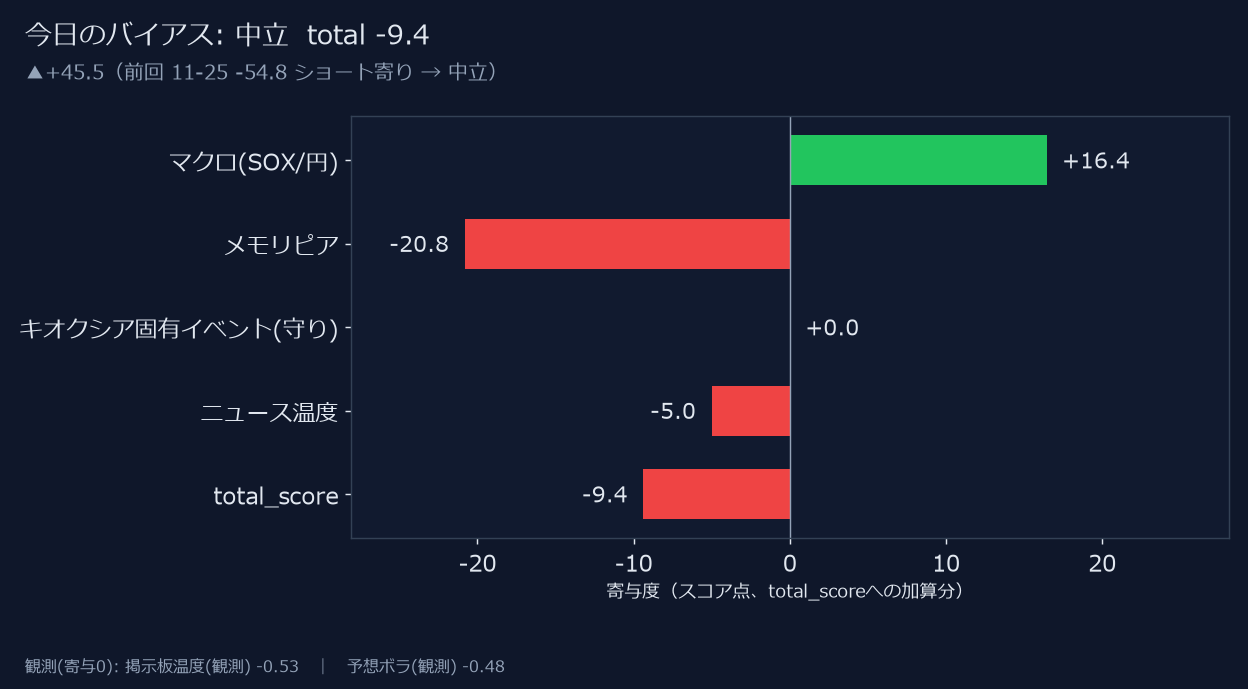 今日のバイアス: 中立 total -9.4
▲+45.5（前回 11-25 -54.8 ショート寄り → 中立）
マクロ(SOX/円)
+16.4
メモリピア
-20.8
キオクシア固有イベント(守り)
+0.0
ニュース温度
-5.0
total_score
-9.4
-20 -10 0 10 20
寄与度（スコア点、total_scoreへの加算分）
観測(寄与0): 掲示板温度(観測) -0.53 ｜ 予想ボラ(観測) -0.48